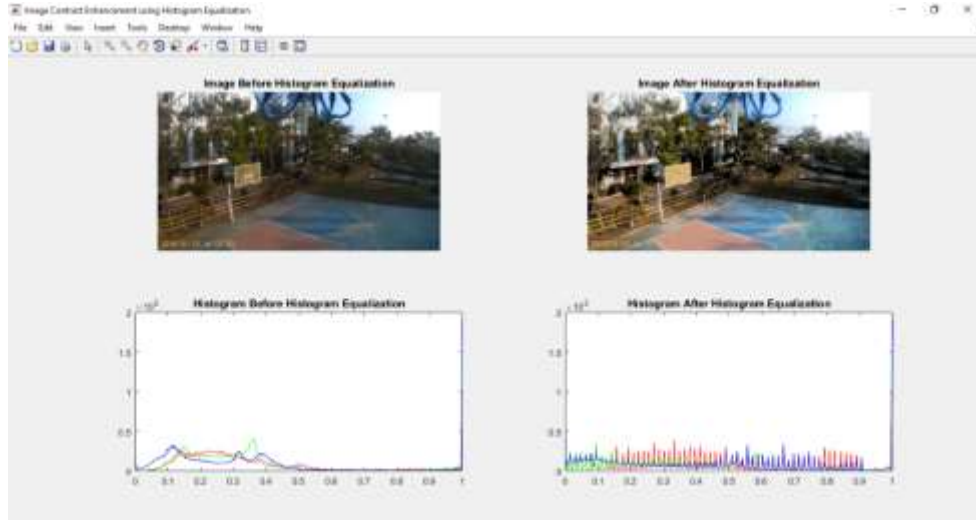 Image Contrast Enhancement using Histogram Equalization
File Edit View Insert Tools Desktop Window Help
Image Before Histogram Equalization
Image After Histogram Equalization
Histogram Before Histogram Equalization
2
1.5
1
0.5
0
0 0.1 0.2 0.3 0.4 0.5 0.6 0.7 0.8 0.9 1
Histogram After Histogram Equalization
2
1.5
1
0.5
0
0 0.1 0.2 0.3 0.4 0.5 0.6 0.7 0.8 0.9 1